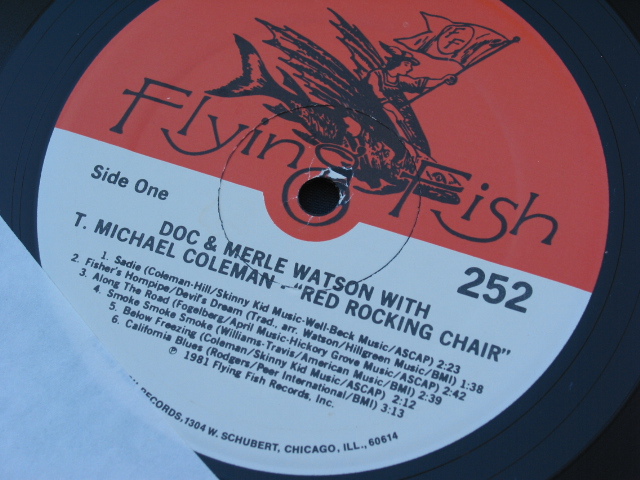 Flying Fish
Side One
252
DOC & MERLE WATSON WITH
T. MICHAEL COLEMAN - "RED ROCKING CHAIR"
1. Sadie (Coleman-Hill/Skinny Kid Music-Well-Beck Music/ASCAP) 2:23
2. Fisher's Hornpipe/Devil's Dream (Trad., arr. Watson/Hillgreen Music/BMI) 1:38
3. Along The Road (Fogelberg/April Music-Hickory Grove Music/ASCAP) 2:42
4. Smoke Smoke Smoke (Williams-Travis/American Music/BMI) 2:39
5. Below Freezing (Coleman/Skinny Kid Music/ASCAP) 2:12
6. California Blues (Rodgers/Peer International/BMI) 3:13
℗ 1981 Flying Fish Records, Inc.
RECORDS, 1304 W. SCHUBERT, CHICAGO, ILL., 60614